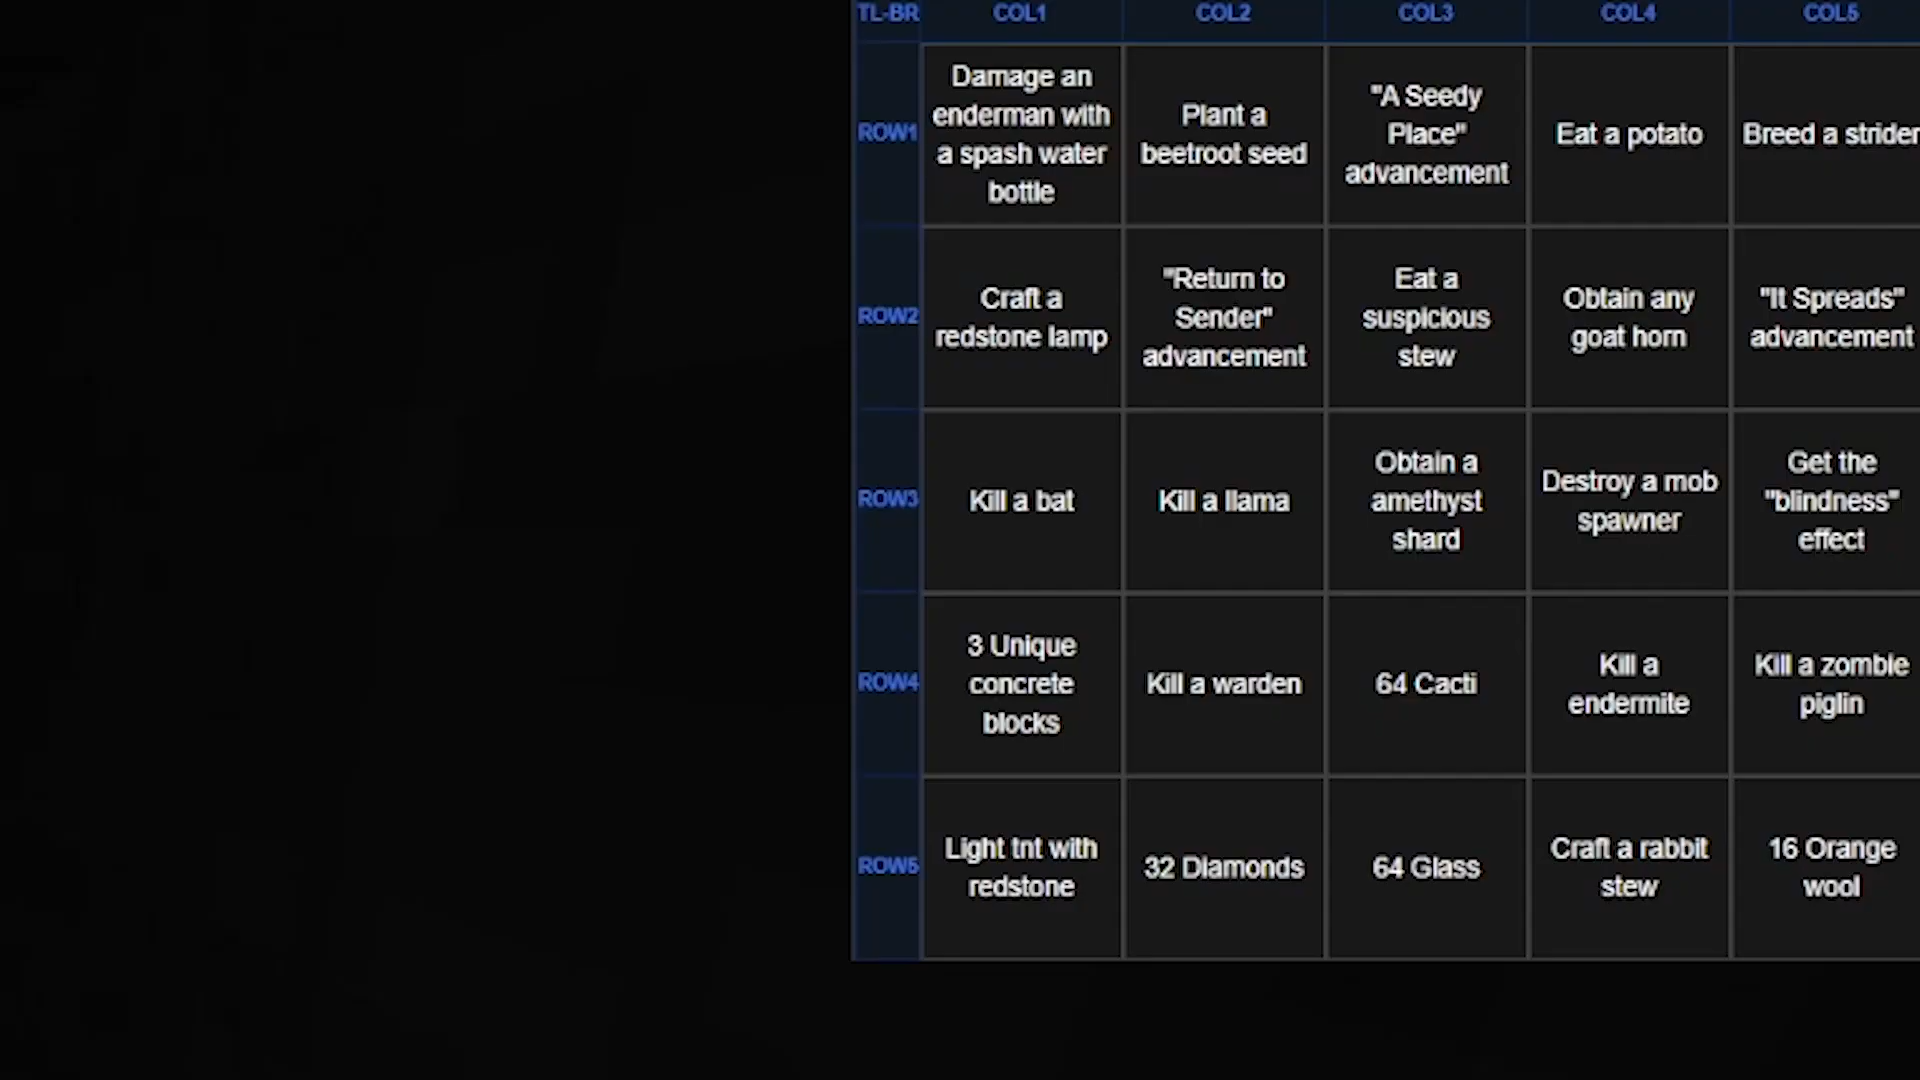 TL-BR COL1 COL2 COL3 COL4 COL5
ROW1
Damage an
enderman with
a spash water
bottle
Plant a
beetroot seed
"A Seedy
Place"
advancement
Eat a potato
Breed a strider
ROW2
Craft a
redstone lamp
"Return to
Sender"
advancement
Eat a
suspicious
stew
Obtain any
goat horn
"It Spreads"
advancement
ROW3
Kill a bat
Kill a llama
Obtain a
amethyst
shard
Destroy a mob
spawner
Get the
"blindness"
effect
ROW4
3 Unique
concrete
blocks
Kill a warden
64 Cacti
Kill a
endermite
Kill a zombie
piglin
ROW5
Light tnt with
redstone
32 Diamonds
64 Glass
Craft a rabbit
stew
16 Orange
wool